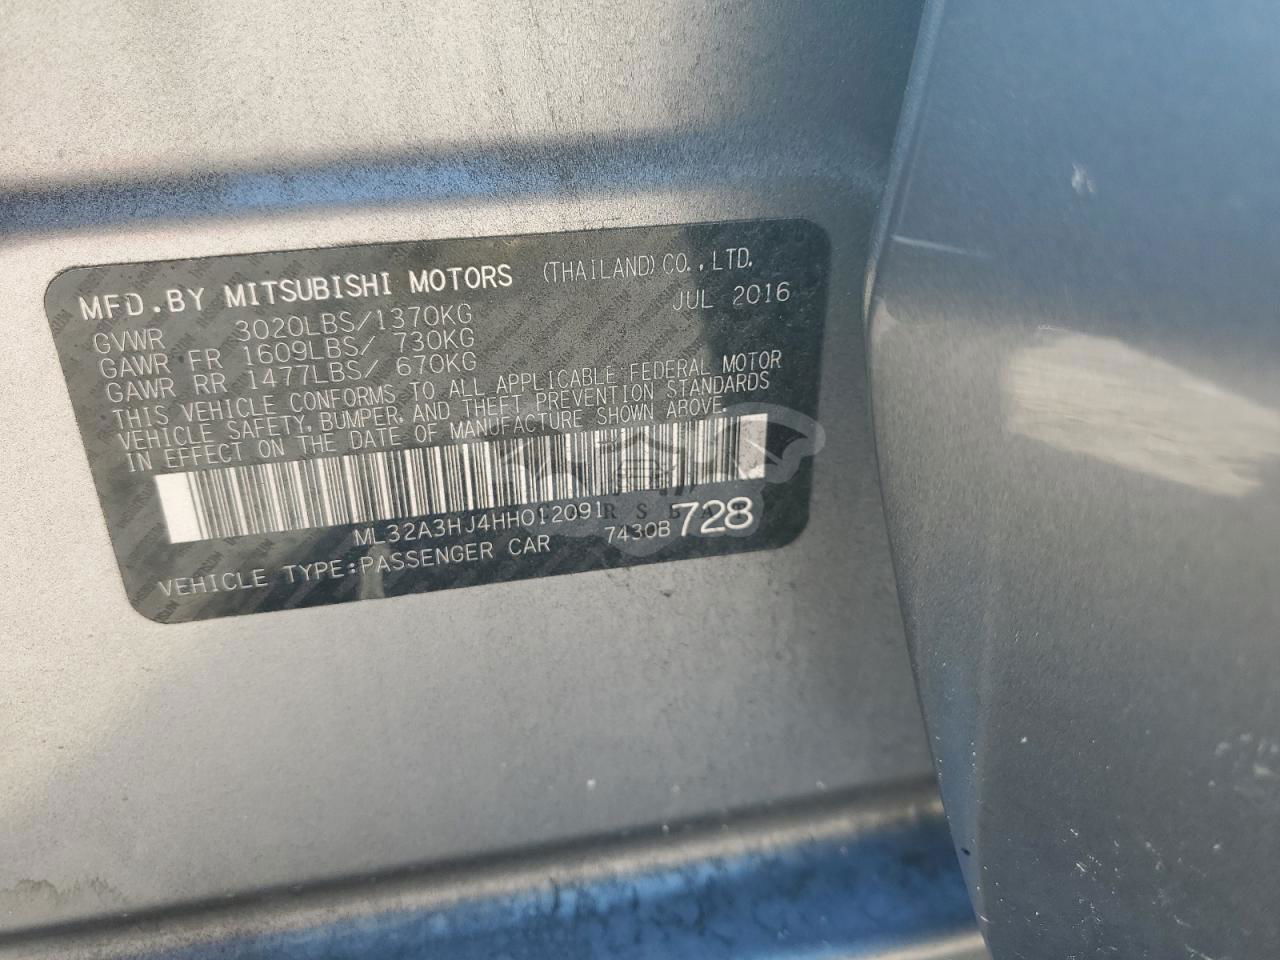 MFD.BY MITSUBISHI MOTORS (THAILAND) CO.,LTD.
JUL 2016
GVWR 3020LBS/1370KG
GAWR FR 1609LBS/ 730KG
GAWR RR 1477LBS/ 670KG
THIS VEHICLE CONFORMS TO ALL APPLICABLE FEDERAL MOTOR
VEHICLE SAFETY, BUMPER, AND THEFT PREVENTION STANDARDS
IN EFFECT ON THE DATE OF MANUFACTURE SHOWN ABOVE.
ML32A3HJ4HH012091
VEHICLE TYPE:PASSENGER CAR 7430B 728